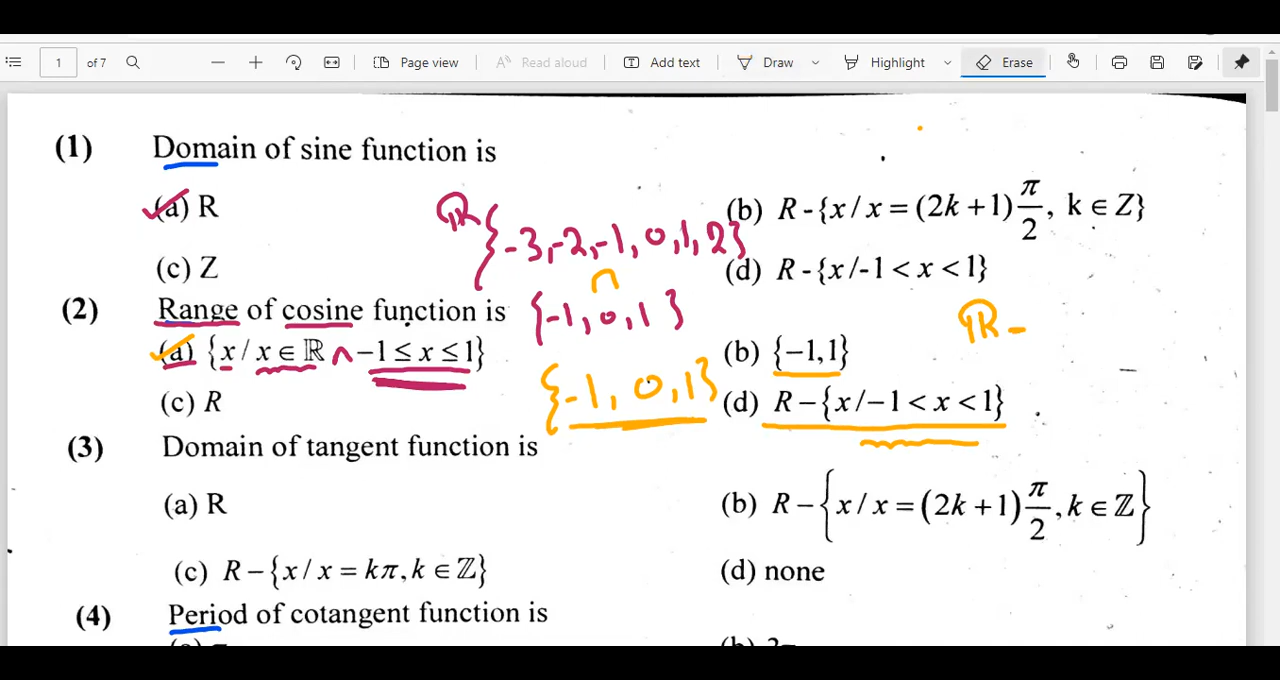 1 of 7 Page view Read aloud Add text Draw Highlight Erase
(1) Domain of sine function is
(a) R (b) R - {x / x = (2k + 1) π/2, k ∈ Z}
ℝ {-3, -2, -1, 0, 1, 2}
(c) Z (d) R - {x /-1 < x < 1}
∩
(2) Range of cosine function is {-1, 0, 1}
ℝ -
(a) {x / x ∈ ℝ ∧ -1 ≤ x ≤ 1} (b) {-1, 1}
{-1, 0, 1}
(c) R (d) R - {x / -1 < x < 1}
(3) Domain of tangent function is
(a) R (b) R - {x / x = (2k + 1) π/2, k ∈ ℤ}
(c) R - {x / x = kπ, k ∈ ℤ} (d) none
(4) Period of cotangent function is